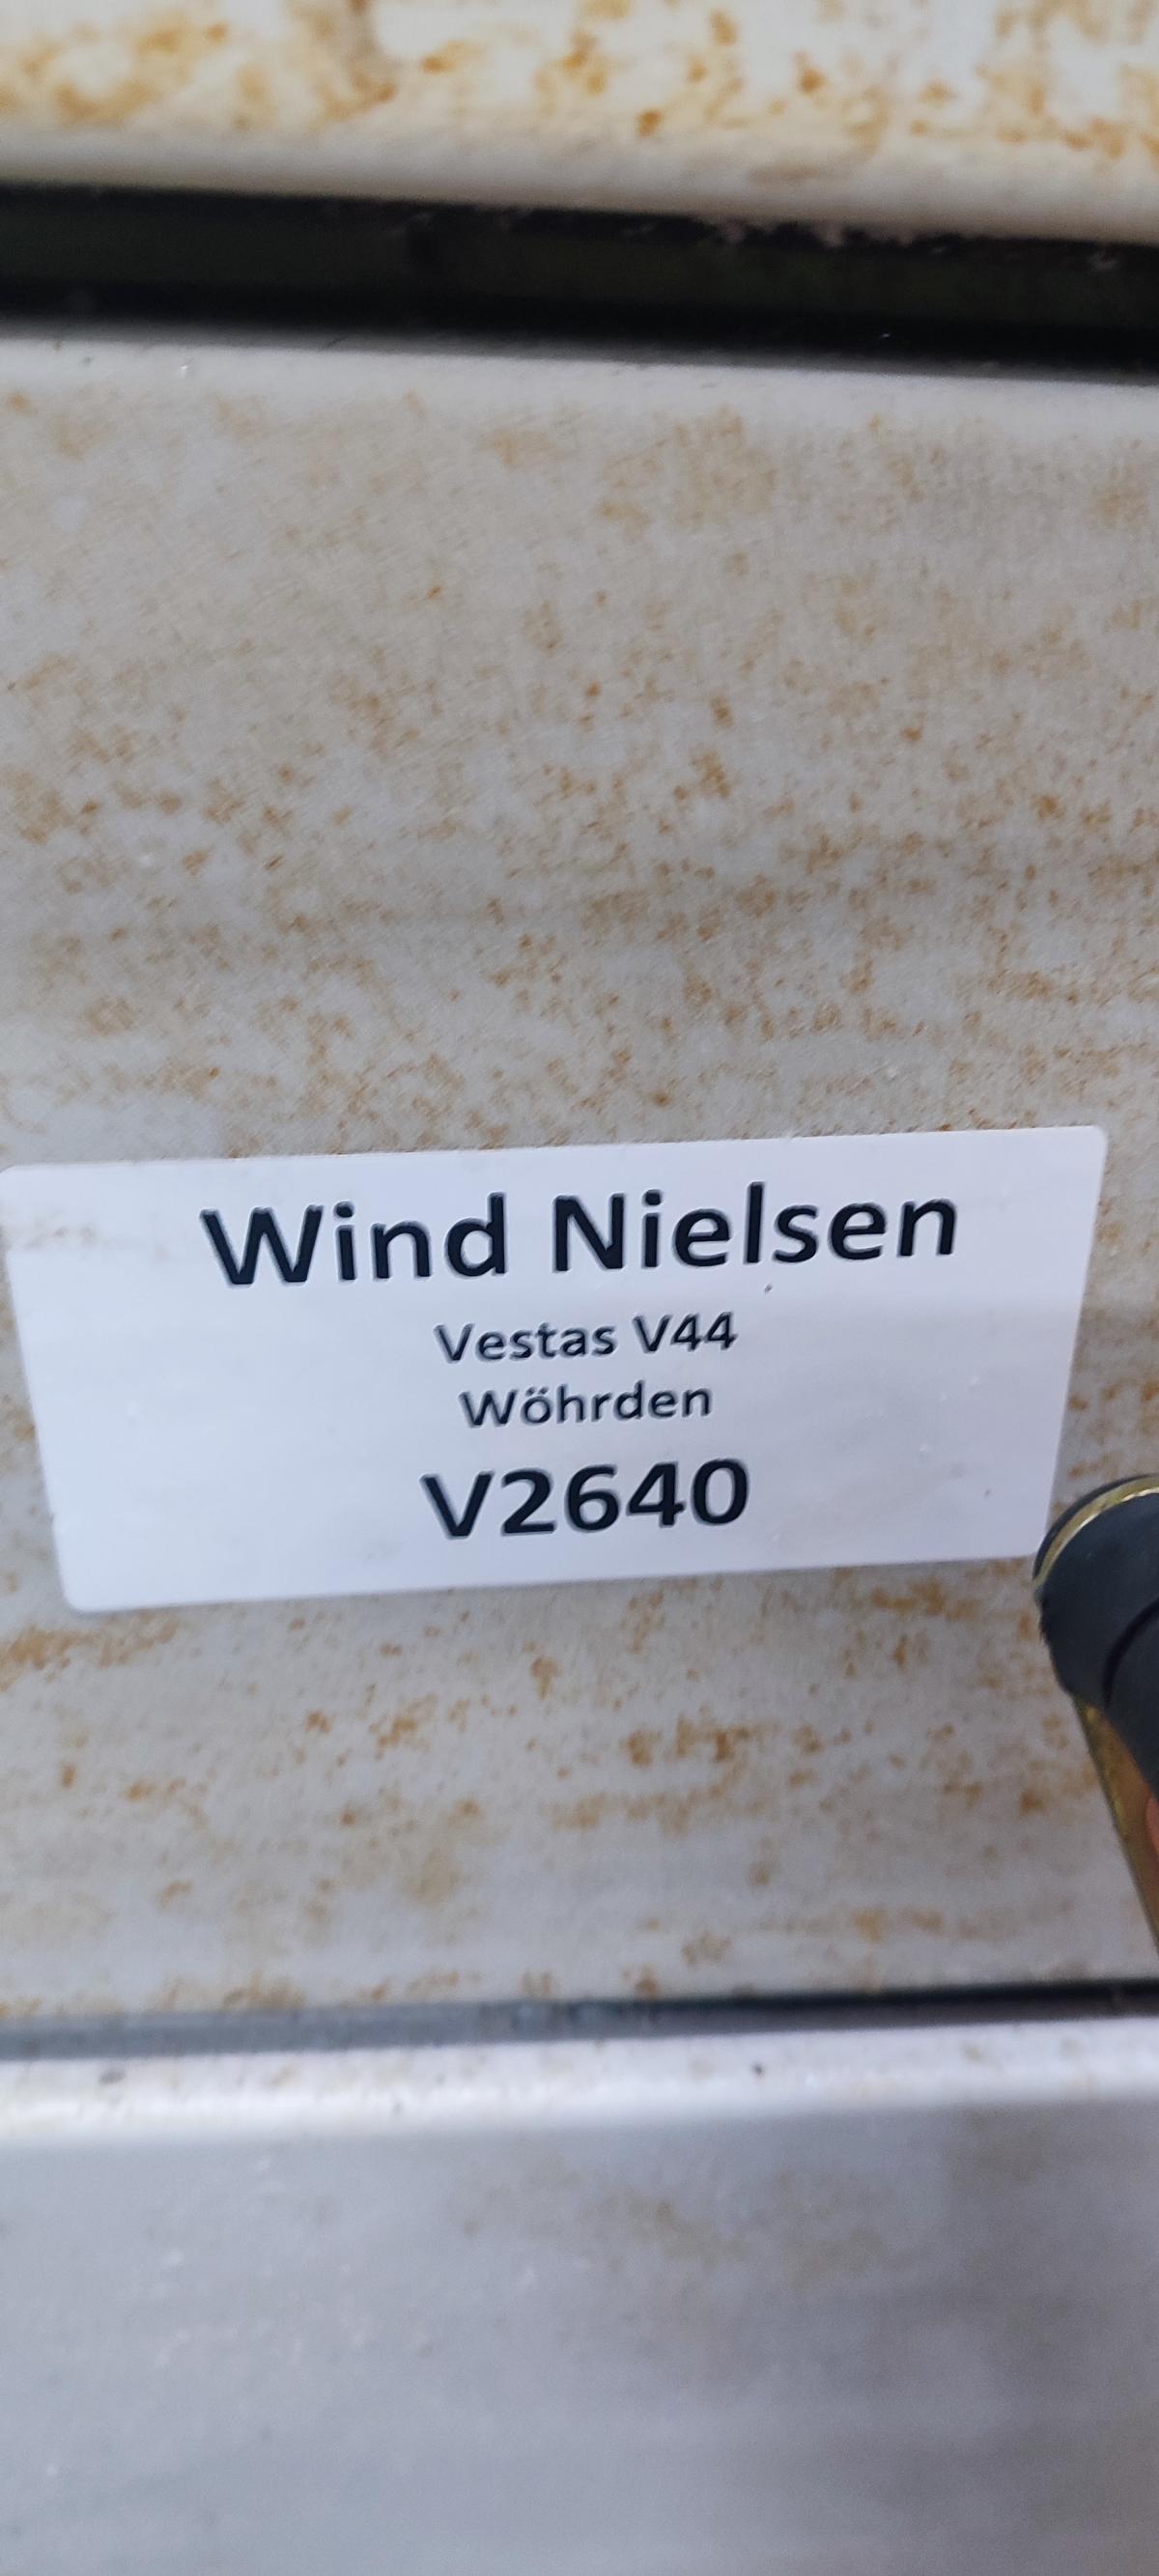 Wind Nielsen
Vestas V44
Wöhrden
V2640